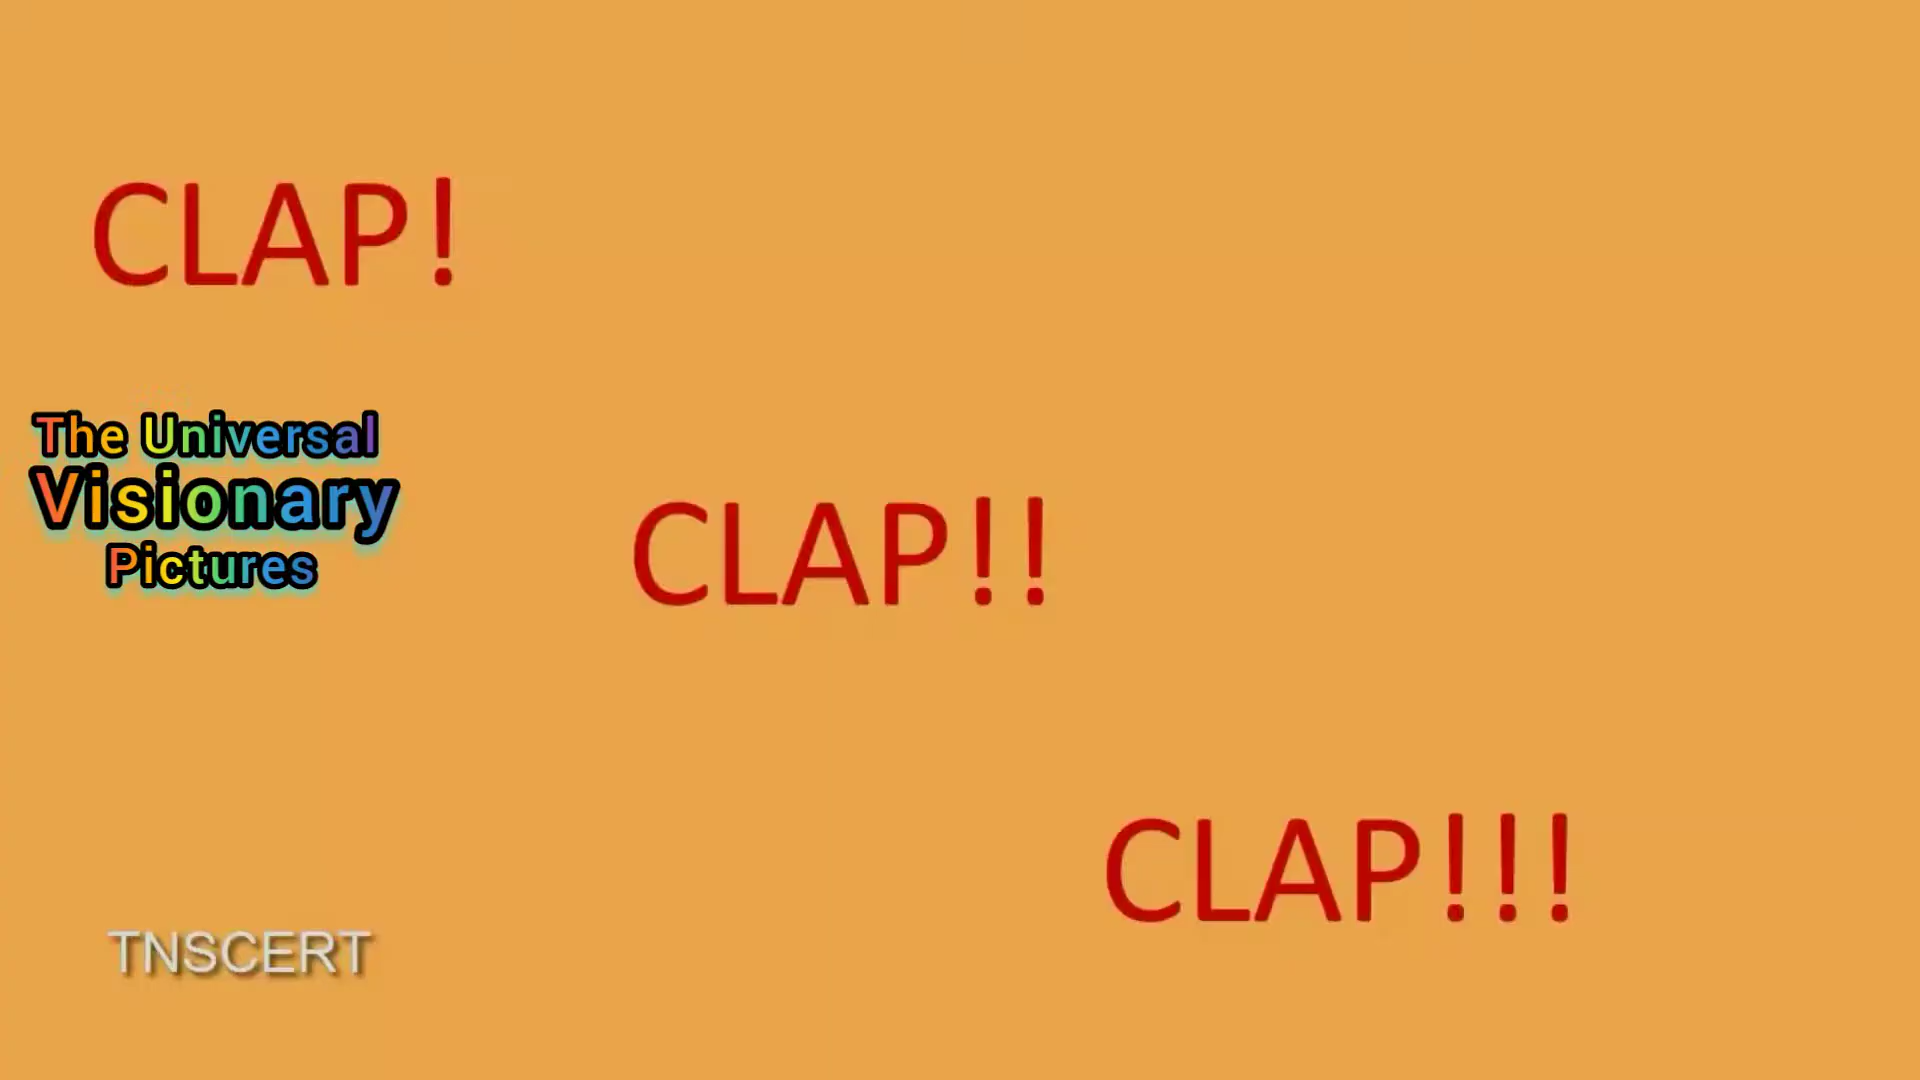 CLAP!
The Universal
Visionary
Pictures
CLAP!!
CLAP!!!
TNSCERT